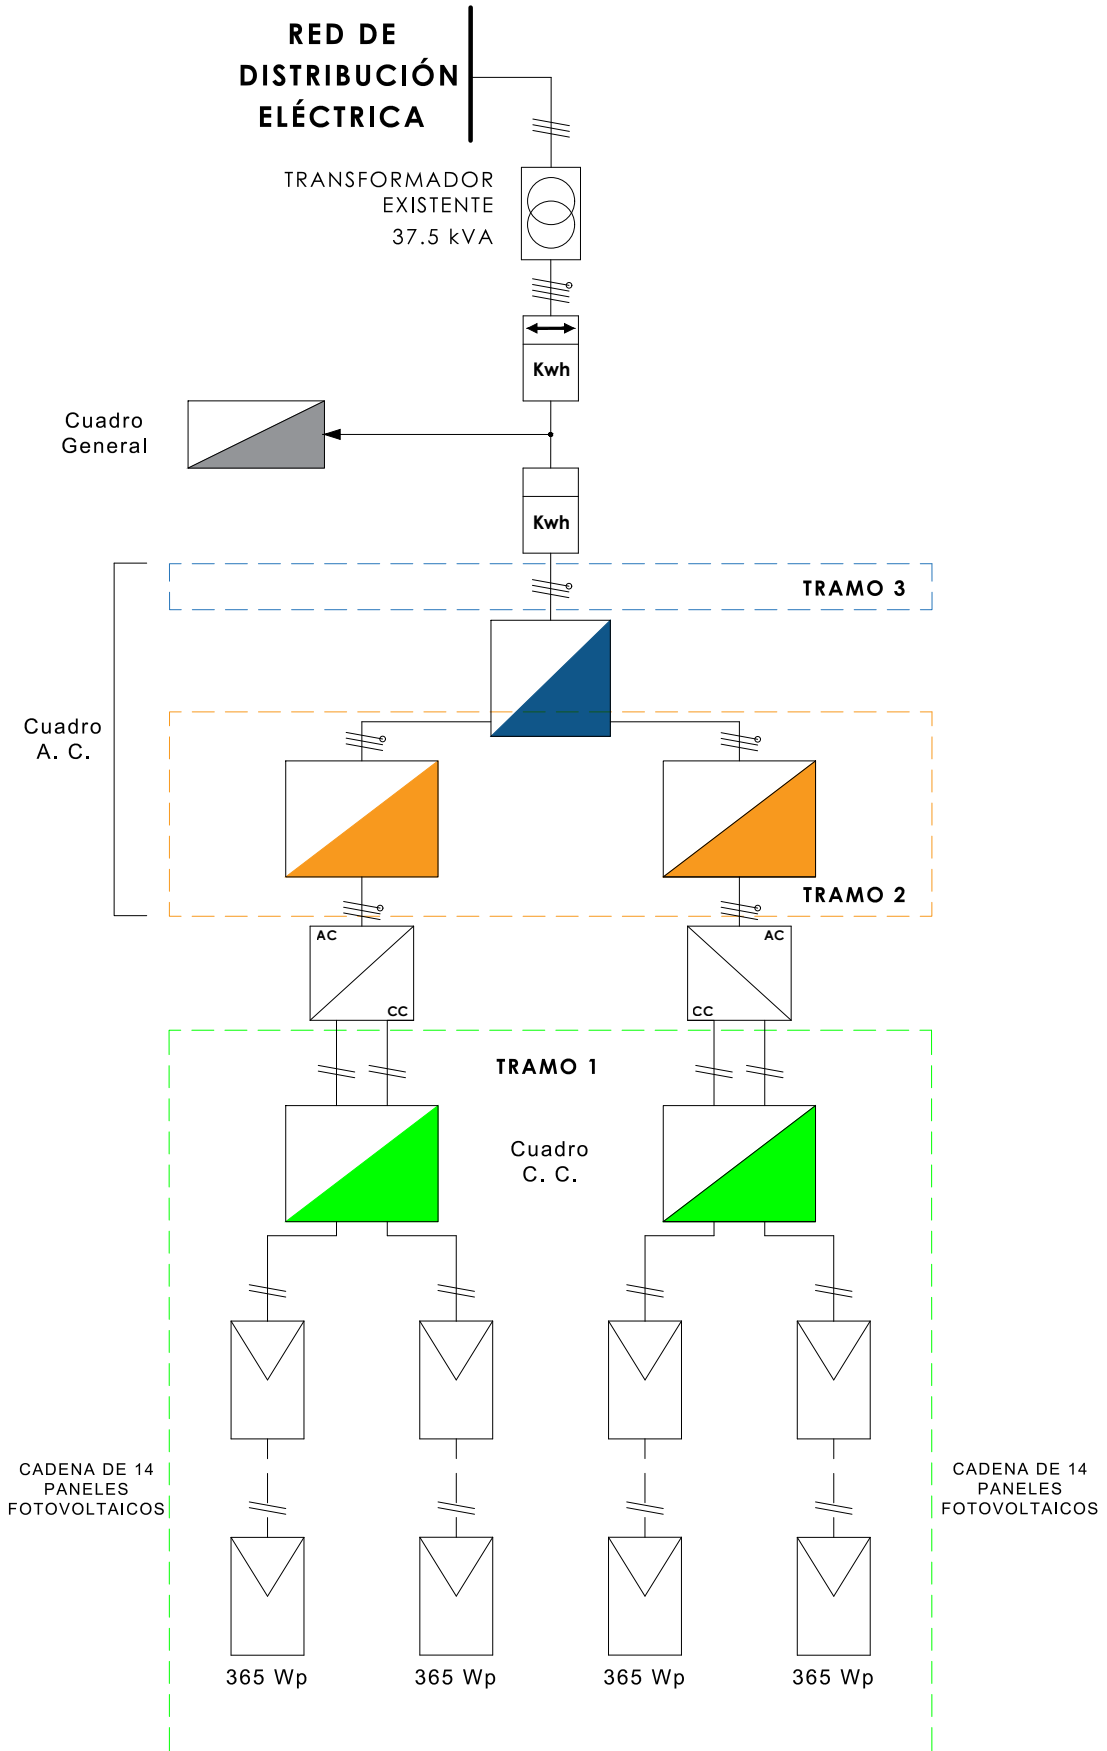 RED DE
DISTRIBUCIÓN
ELÉCTRICA
TRANSFORMADOR
EXISTENTE
37.5 kVA
Kwh
Cuadro
General
Kwh
TRAMO 3
Cuadro
A. C.
TRAMO 2
AC
CC
AC
CC
TRAMO 1
Cuadro
C. C.
CADENA DE 14
PANELES
FOTOVOLTAICOS
CADENA DE 14
PANELES
FOTOVOLTAICOS
365 Wp
365 Wp
365 Wp
365 Wp